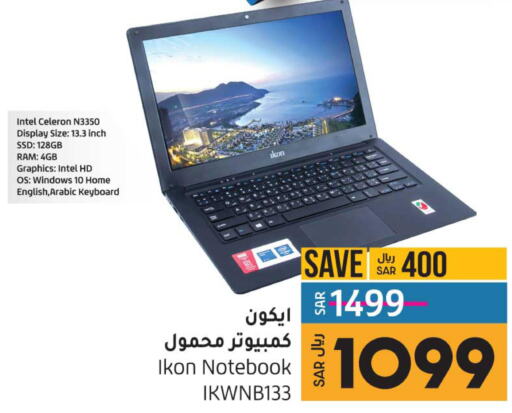 Intel Celeron N3350
Display Size: 13.3 inch
SSD: 128GB
RAM: 4GB
Graphics: Intel HD
OS: Windows 10 Home
English,Arabic Keyboard
ikon
SAVE ريال SAR 400
SAR 1499
SAR ريال 1099
ايكون
كمبيوتر محمول
Ikon Notebook
IKWNB133